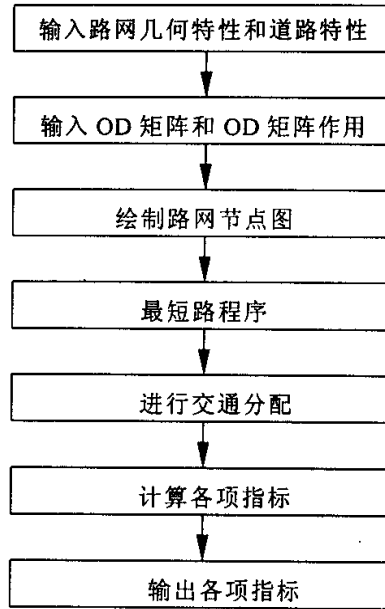 输入路网几何特性和道路特性
输入 OD 矩阵和 OD 矩阵作用
绘制路网节点图
最短路程序
进行交通分配
计算各项指标
输出各项指标